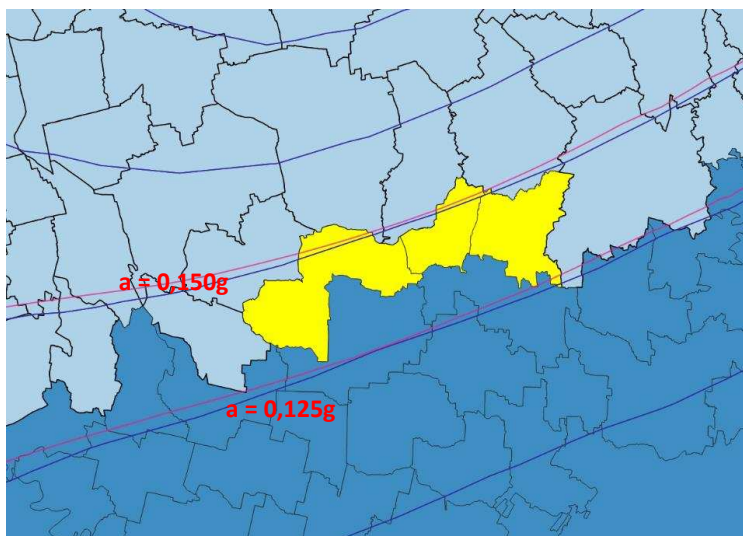 a = 0,150g
a = 0,125g